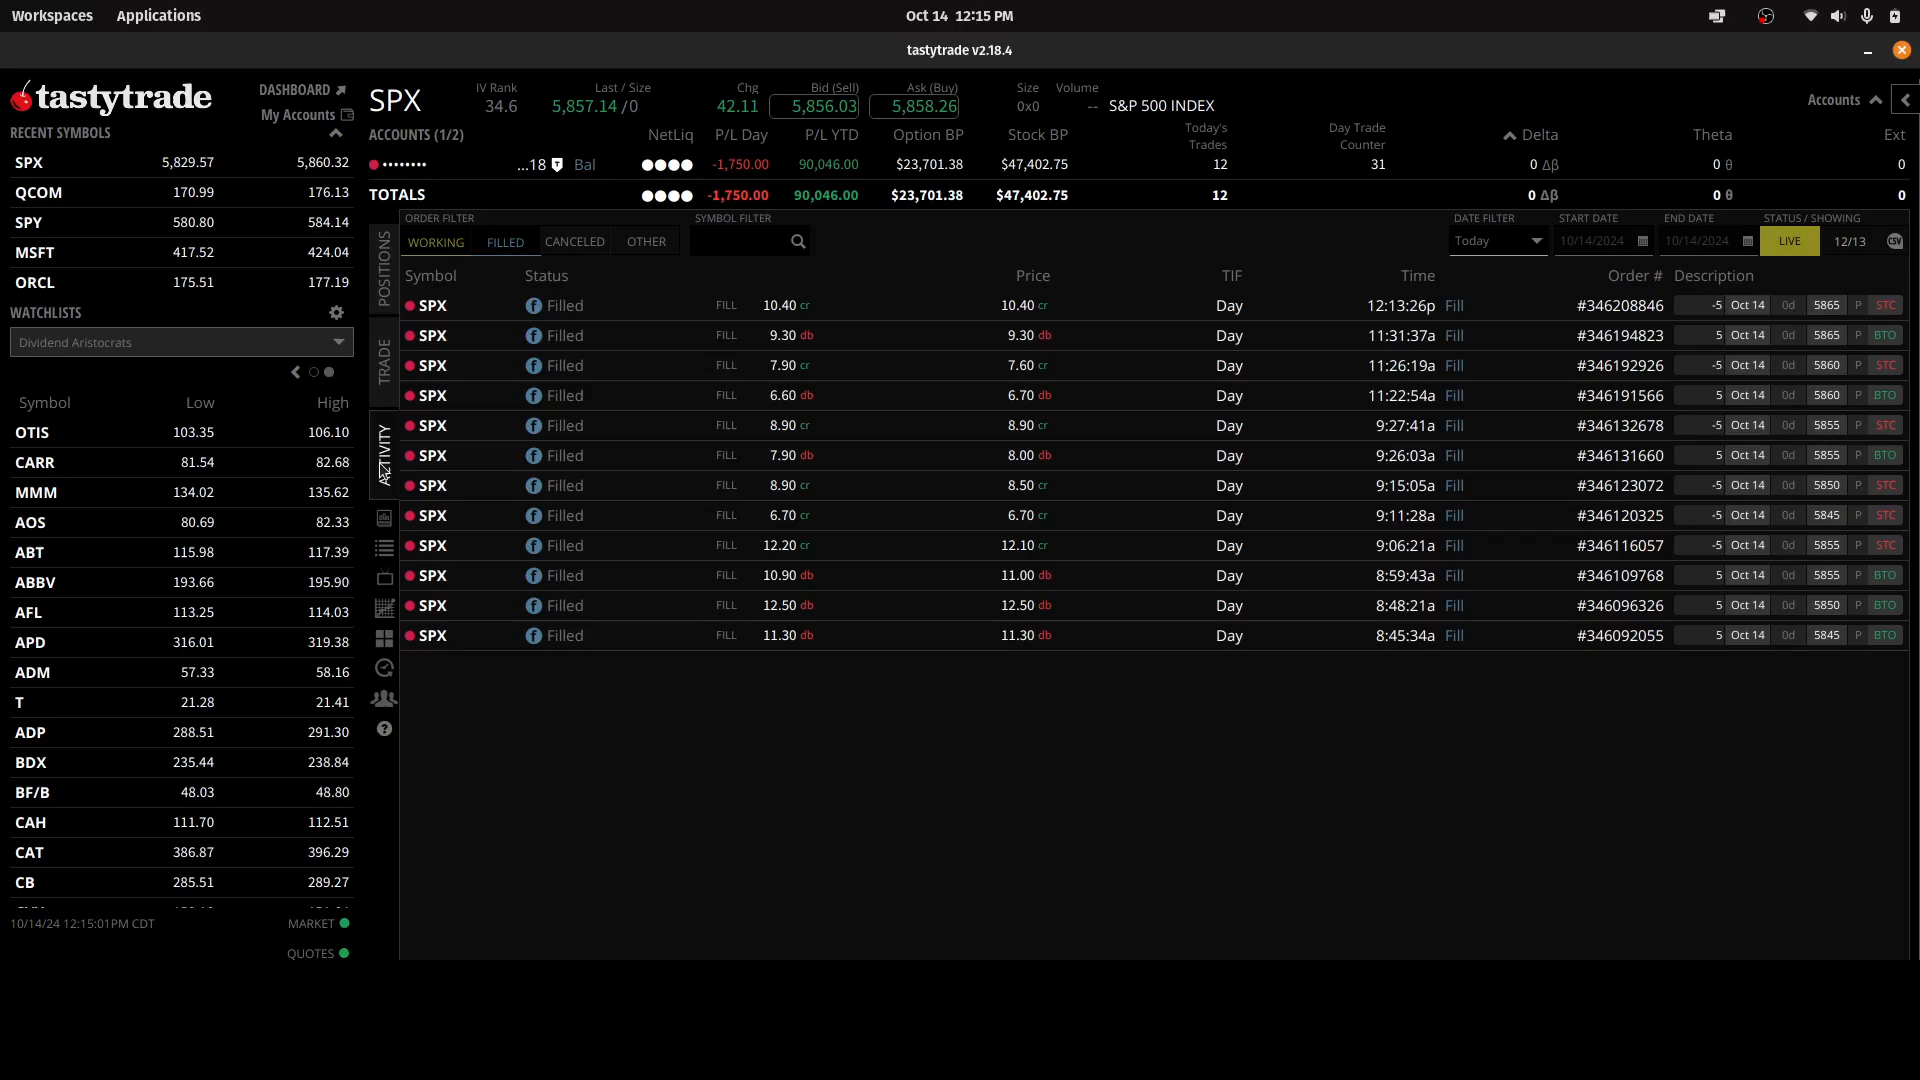 Workspaces Applications Oct 14 12:15 PM
tastytrade v2.18.4
tastytrade DASHBOARD
My Accounts
SPX IV Rank 34.6 Last / Size 5,857.14 /0 Chg 42.11 Bid (Sell) 5,856.03 Ask (Buy) 5,858.26 Size 0x0 Volume -- S&P 500 INDEX Accounts
RECENT SYMBOLS
SPX 5,829.57 5,860.32
QCOM 170.99 176.13
SPY 580.80 584.14
MSFT 417.52 424.04
ORCL 175.51 177.19
WATCHLISTS
Dividend Aristocrats
Symbol Low High
OTIS 103.35 106.10
CARR 81.54 82.68
MMM 134.02 135.62
AOS 80.69 82.33
ABT 115.98 117.39
ABBV 193.66 195.90
AFL 113.25 114.03
APD 316.01 319.38
ADM 57.33 58.16
T 21.28 21.41
ADP 288.51 291.30
BDX 235.44 238.84
BF/B 48.03 48.80
CAH 111.70 112.51
CAT 386.87 396.29
CB 285.51 289.27
10/14/24 12:15:01PM CDT MARKET
QUOTES
ACCOUNTS (1/2) NetLiq P/L Day P/L YTD Option BP Stock BP Today's Trades Day Trade Counter Delta Theta Ext
•••••••• ...18 T Bal -1,750.00 90,046.00 $23,701.38 $47,402.75 12 31 0 Δβ 0 θ 0
TOTALS -1,750.00 90,046.00 $23,701.38 $47,402.75 12 0 Δβ 0 θ 0
POSITIONS
TRADE
ACTIVITY
ORDER FILTER SYMBOL FILTER DATE FILTER START DATE END DATE STATUS / SHOWING
WORKING FILLED CANCELED OTHER Today 10/14/2024 10/14/2024 LIVE 12/13 CSV
Symbol Status Price TIF Time Order # Description
SPX f Filled FILL 10.40 cr 10.40 cr Day 12:13:26p Fill #346208846 -5 Oct 14 0d 5865 P STC
SPX f Filled FILL 9.30 db 9.30 db Day 11:31:37a Fill #346194823 5 Oct 14 0d 5865 P BTO
SPX f Filled FILL 7.90 cr 7.60 cr Day 11:26:19a Fill #346192926 -5 Oct 14 0d 5860 P STC
SPX f Filled FILL 6.60 db 6.70 db Day 11:22:54a Fill #346191566 5 Oct 14 0d 5860 P BTO
SPX f Filled FILL 8.90 cr 8.90 cr Day 9:27:41a Fill #346132678 -5 Oct 14 0d 5855 P STC
SPX f Filled FILL 7.90 db 8.00 db Day 9:26:03a Fill #346131660 5 Oct 14 0d 5855 P BTO
SPX f Filled FILL 8.90 cr 8.50 cr Day 9:15:05a Fill #346123072 -5 Oct 14 0d 5850 P STC
SPX f Filled FILL 6.70 cr 6.70 cr Day 9:11:28a Fill #346120325 -5 Oct 14 0d 5845 P STC
SPX f Filled FILL 12.20 cr 12.10 cr Day 9:06:21a Fill #346116057 -5 Oct 14 0d 5855 P STC
SPX f Filled FILL 10.90 db 11.00 db Day 8:59:43a Fill #346109768 5 Oct 14 0d 5855 P BTO
SPX f Filled FILL 12.50 db 12.50 db Day 8:48:21a Fill #346096326 5 Oct 14 0d 5850 P BTO
SPX f Filled FILL 11.30 db 11.30 db Day 8:45:34a Fill #346092055 5 Oct 14 0d 5845 P BTO